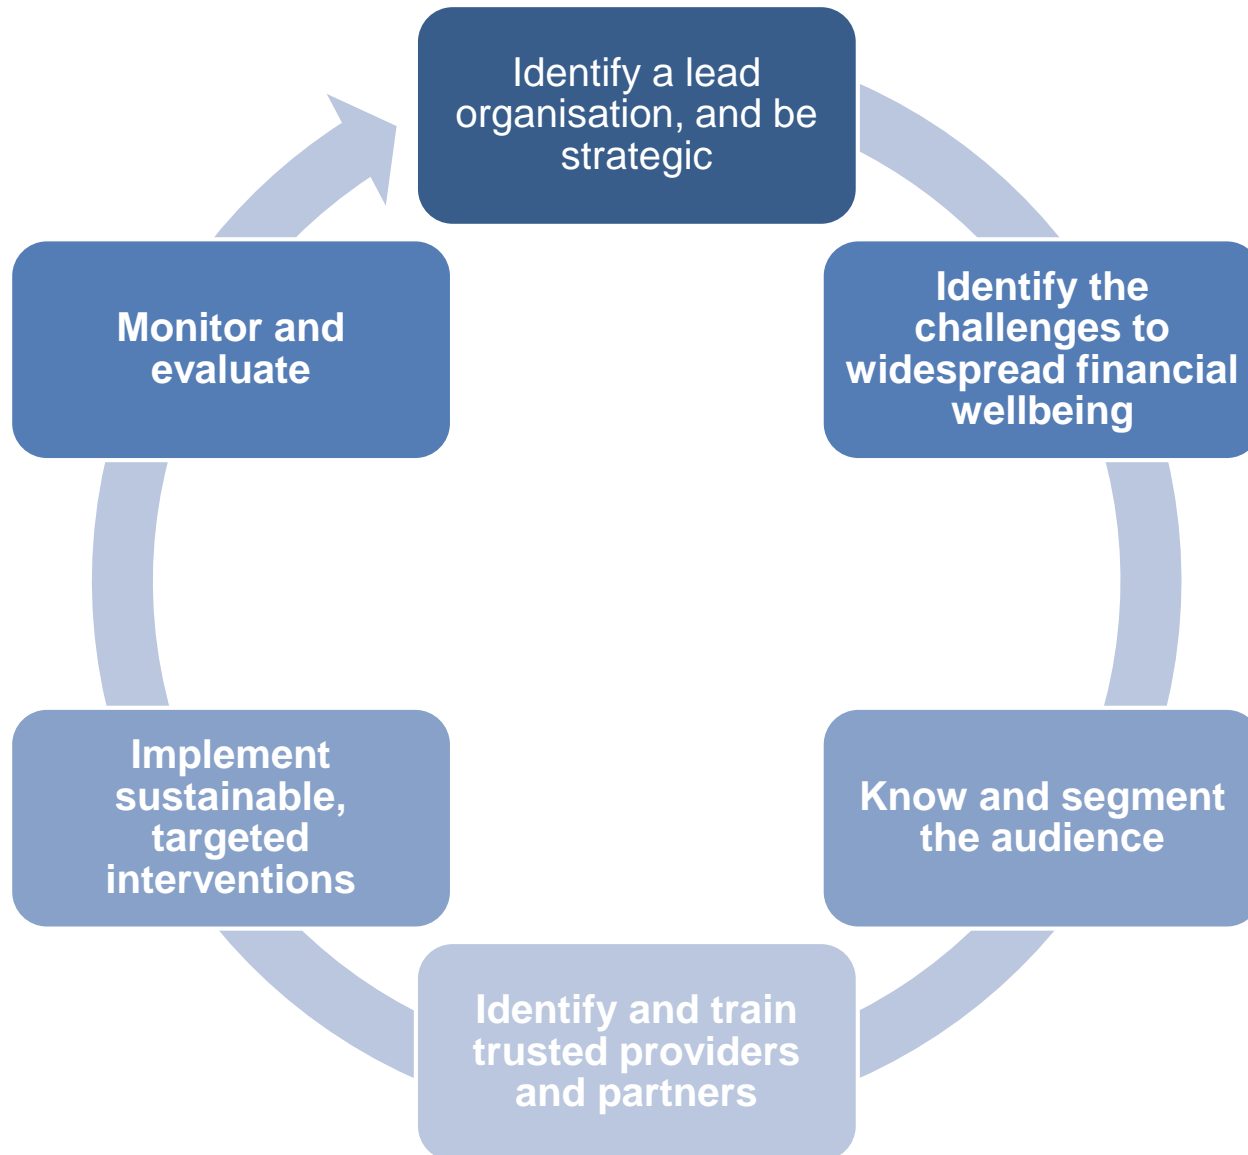 Identify a lead
organisation, and be
strategic
Identify the
challenges to
widespread financial
wellbeing
Know and segment
the audience
Identify and train
trusted providers
and partners
Implement
sustainable,
targeted
interventions
Monitor and
evaluate